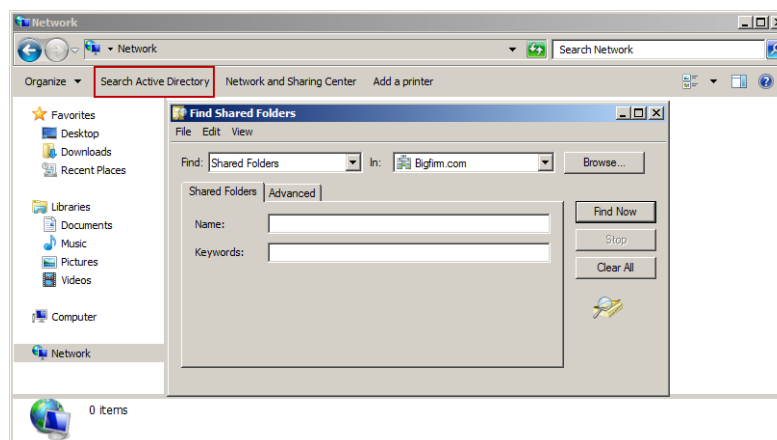 Network
Network
Search Network
Organize Search Active Directory Network and Sharing Center Add a printer
Favorites
Desktop
Downloads
Recent Places
Libraries
Documents
Music
Pictures
Videos
Computer
Network
Find Shared Folders
File Edit View
Find: Shared Folders In: Bigfirm.com Browse...
Shared Folders Advanced
Name:
Keywords:
Find Now
Stop
Clear All
0 items